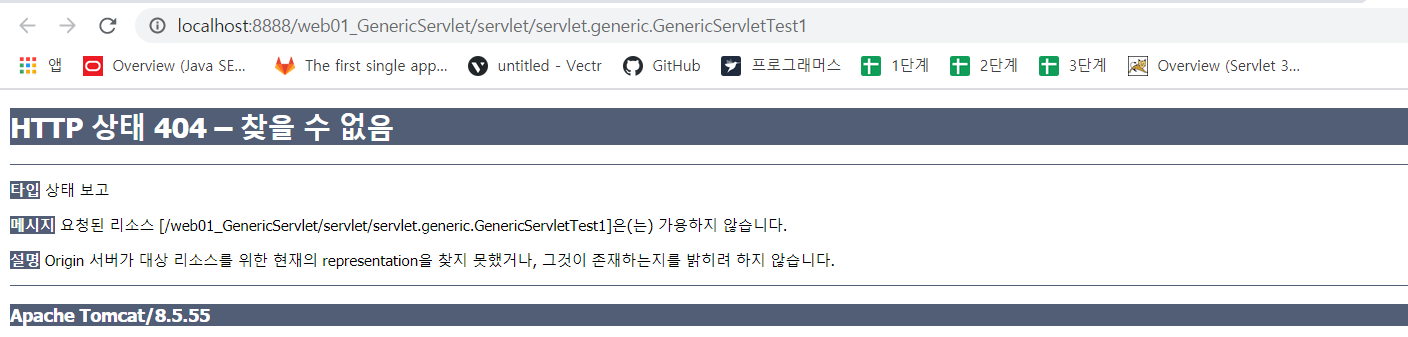 localhost:8888/web01_GenericServlet/servlet/servlet.generic.GenericServletTest1
앱 Overview (Java SE... The first single app... untitled - Vectr GitHub 프로그래머스 1단계 2단계 3단계 Overview (Servlet 3...
HTTP 상태 404 – 찾을 수 없음
타입 상태 보고
메시지 요청된 리소스 [/web01_GenericServlet/servlet/servlet.generic.GenericServletTest1]은(는) 가용하지 않습니다.
설명 Origin 서버가 대상 리소스를 위한 현재의 representation을 찾지 못했거나, 그것이 존재하는지를 밝히려 하지 않습니다.
Apache Tomcat/8.5.55